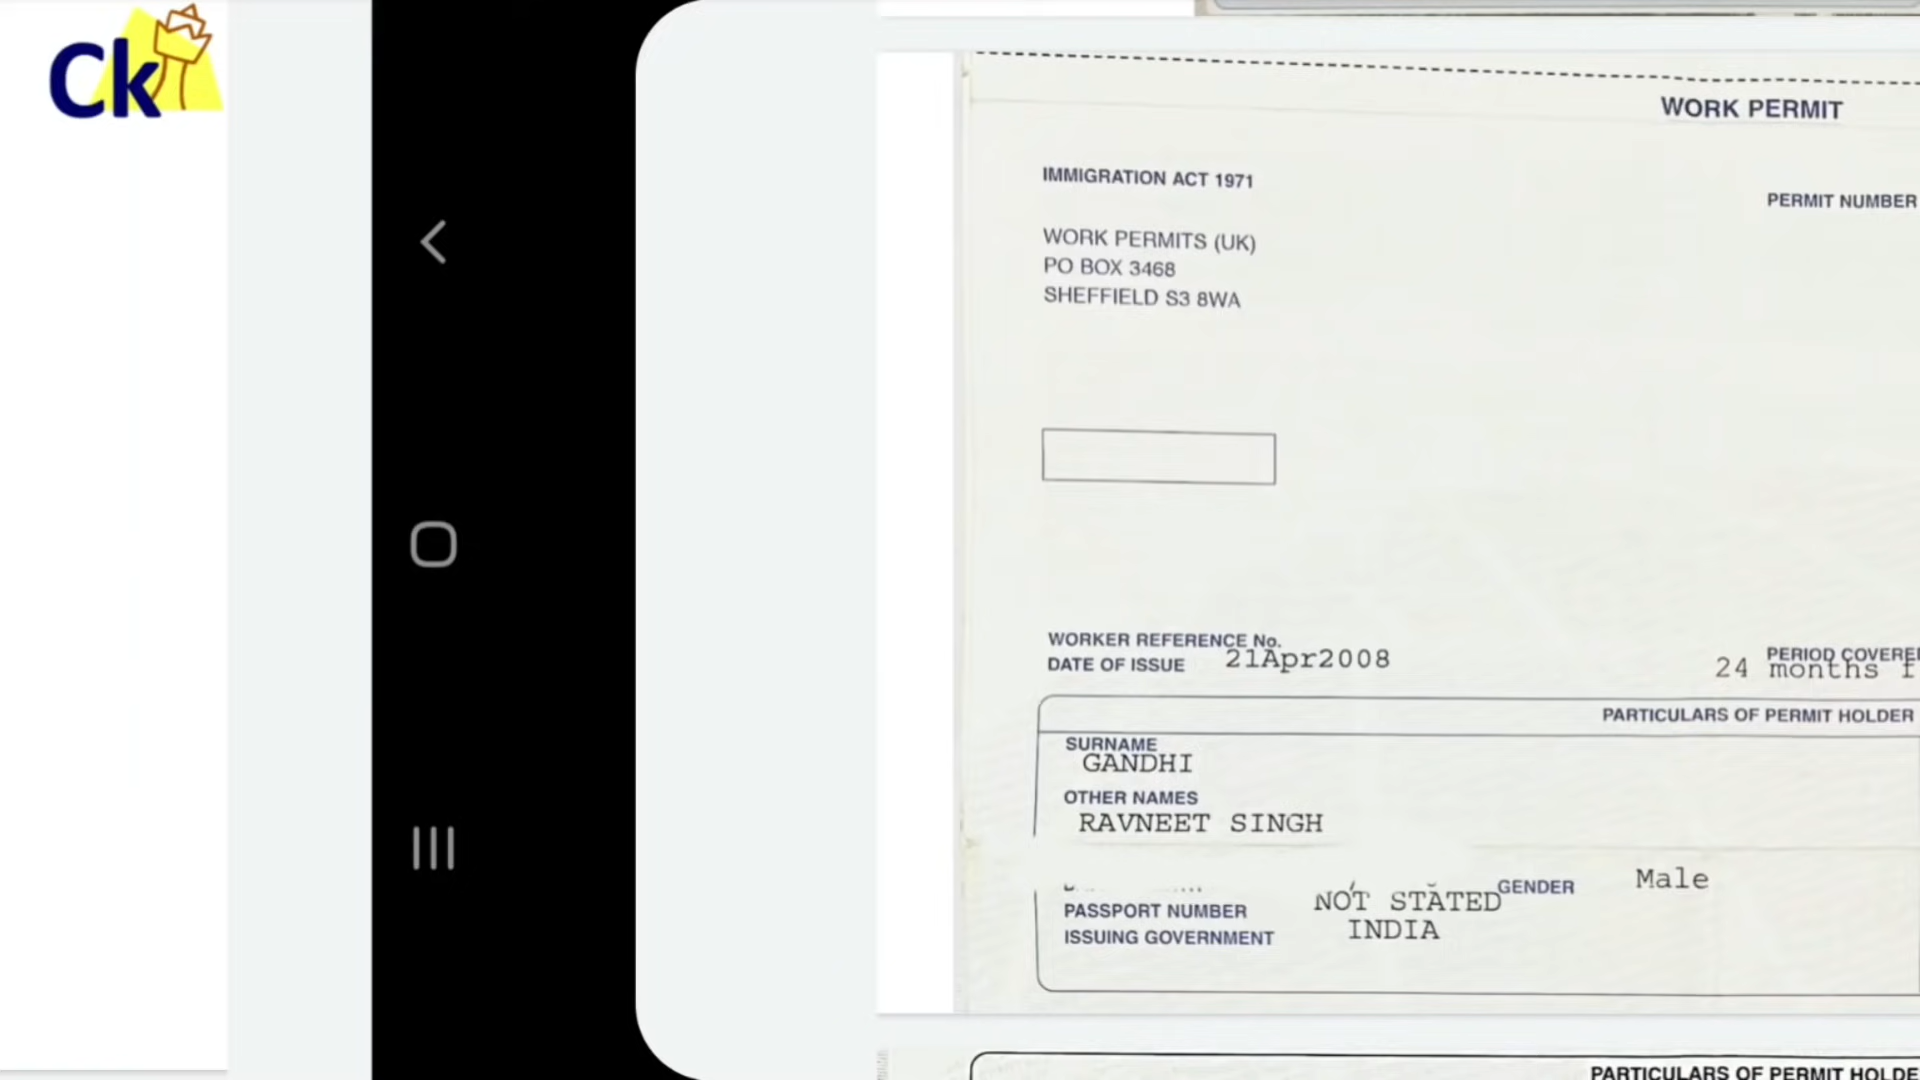 Ck
WORK PERMIT
IMMIGRATION ACT 1971
PERMIT NUMBER
WORK PERMITS (UK)
PO BOX 3468
SHEFFIELD S3 8WA
WORKER REFERENCE No.
DATE OF ISSUE 21Apr2008
PERIOD COVERED
24 months f
PARTICULARS OF PERMIT HOLDER
SURNAME
GANDHI
OTHER NAMES
RAVNEET SINGH
GENDER Male
PASSPORT NUMBER NOT STATED
ISSUING GOVERNMENT INDIA
PARTICULARS OF PERMIT HOLDE